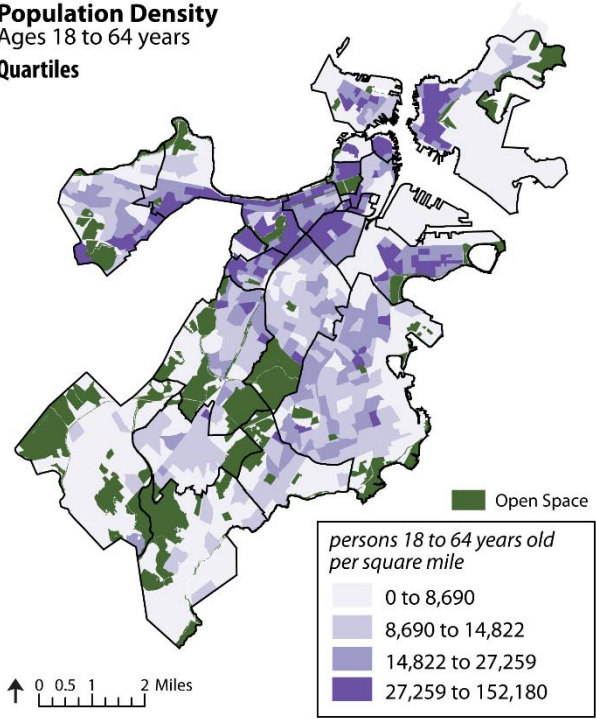 Population Density
Ages 18 to 64 years
Quartiles
Open Space
persons 18 to 64 years old
per square mile
0 to 8,690
8,690 to 14,822
14,822 to 27,259
27,259 to 152,180
0 0.5 1 2 Miles